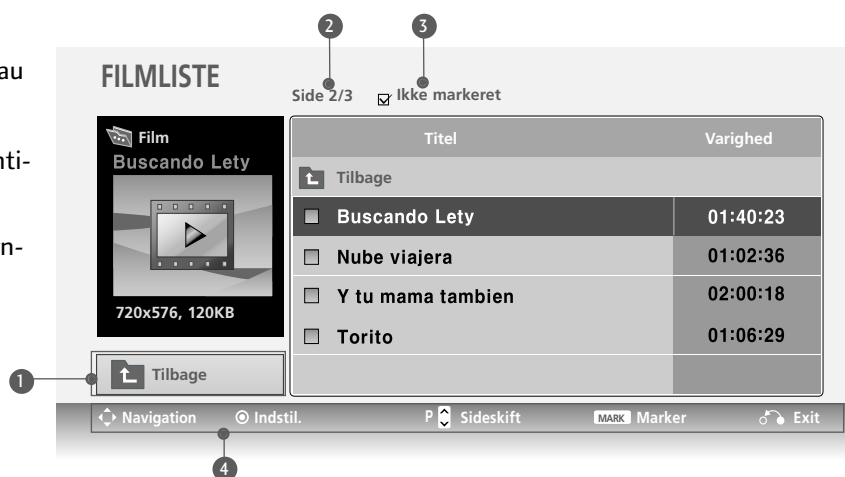 2 3
au
FILMLISTE
Side 2/3 Ikke markeret
Film
Buscando Lety
Titel Varighed
nti-
Tilbage
Buscando Lety 01:40:23
n-
Nube viajera 01:02:36
Y tu mama tambien 02:00:18
720x576, 120KB
Torito 01:06:29
1 Tilbage
Navigation Indstil. P Sideskift MARK Marker Exit
4